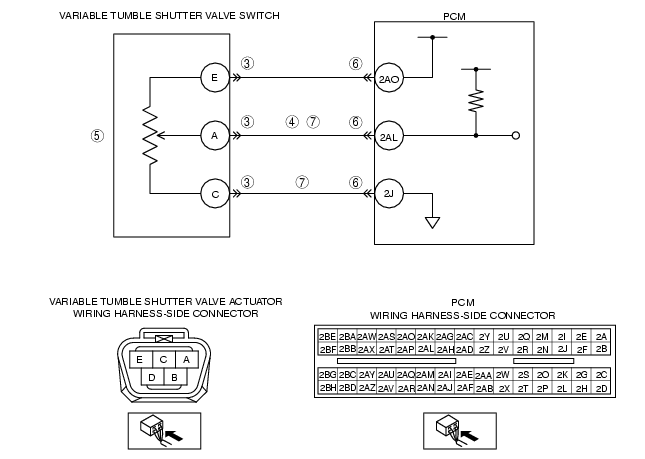 VARIABLE TUMBLE SHUTTER VALVE SWITCH
PCM
E
③
⑥
2AO
⑤
A
③
④
⑦
⑥
2AL
C
③
⑦
⑥
2J
VARIABLE TUMBLE SHUTTER VALVE ACTUATOR
WIRING HARNESS-SIDE CONNECTOR
E C A
D B
PCM
WIRING HARNESS-SIDE CONNECTOR
2BE 2BA 2AW 2AS 2AO 2AK 2AG 2AC 2Y 2U 2Q 2M 2I 2E 2A
2BF 2BB 2AX 2AT 2AP 2AL 2AH 2AD 2Z 2V 2R 2N 2J 2F 2B
2BG 2BC 2AY 2AU 2AQ 2AM 2AI 2AE 2AA 2W 2S 2O 2K 2G 2C
2BH 2BD 2AZ 2AV 2AR 2AN 2AJ 2AF 2AB 2X 2T 2P 2L 2H 2D